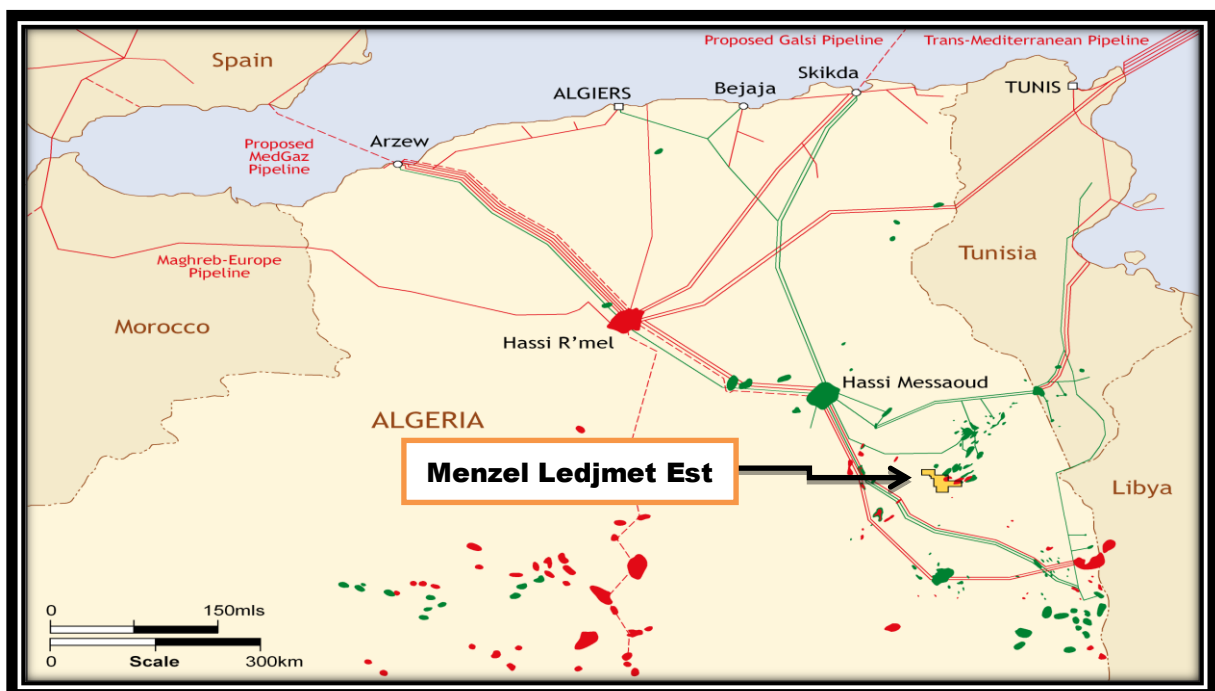 Proposed Galsi Pipeline
Trans-Mediterranean Pipeline
Spain
Skikda
Bejaja
ALGIERS
TUNIS
Arzew
Proposed
MedGaz
Pipeline
Maghreb-Europe
Pipeline
Tunisia
Morocco
Hassi R’mel
Hassi Messaoud
ALGERIA
Menzel Ledjmet Est
Libya
0 150mls
0 Scale 300km